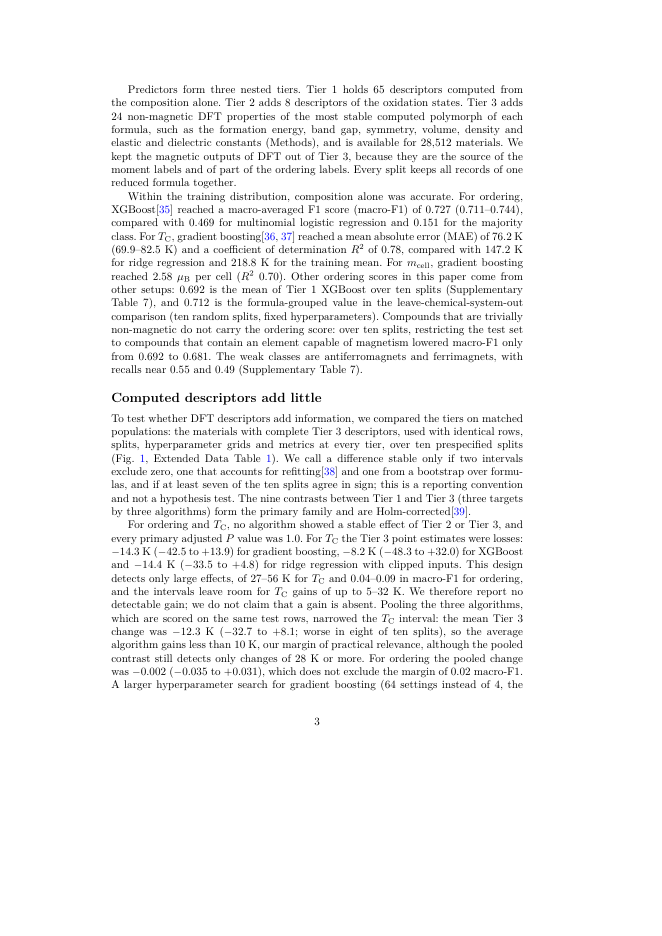 Predictors form three nested tiers. Tier 1 holds 65 descriptors computed from
the composition alone. Tier 2 adds 8 descriptors of the oxidation states. Tier 3 adds
24 non-magnetic DFT properties of the most stable computed polymorph of each
formula, such as the formation energy, band gap, symmetry, volume, density and
elastic and dielectric constants (Methods), and is available for 28,512 materials. We
kept the magnetic outputs of DFT out of Tier 3, because they are the source of the
moment labels and of part of the ordering labels. Every split keeps all records of one
reduced formula together.
Within the training distribution, composition alone was accurate. For ordering,
XGBoost[35] reached a macro-averaged F1 score (macro-F1) of 0.727 (0.711–0.744),
compared with 0.469 for multinomial logistic regression and 0.151 for the majority
class. For T_C, gradient boosting[36, 37] reached a mean absolute error (MAE) of 76.2 K
(69.9–82.5 K) and a coefficient of determination R² of 0.78, compared with 147.2 K
for ridge regression and 218.8 K for the training mean. For m_cell, gradient boosting
reached 2.58 μ_B per cell (R² 0.70). Other ordering scores in this paper come from
other setups: 0.692 is the mean of Tier 1 XGBoost over ten splits (Supplementary
Table 7), and 0.712 is the formula-grouped value in the leave-chemical-system-out
comparison (ten random splits, fixed hyperparameters). Compounds that are trivially
non-magnetic do not carry the ordering score: over ten splits, restricting the test set
to compounds that contain an element capable of magnetism lowered macro-F1 only
from 0.692 to 0.681. The weak classes are antiferromagnets and ferrimagnets, with
recalls near 0.55 and 0.49 (Supplementary Table 7).
Computed descriptors add little
To test whether DFT descriptors add information, we compared the tiers on matched
populations: the materials with complete Tier 3 descriptors, used with identical rows,
splits, hyperparameter grids and metrics at every tier, over ten prespecified splits
(Fig. 1, Extended Data Table 1). We call a difference stable only if two intervals
exclude zero, one that accounts for refitting[38] and one from a bootstrap over formu-
las, and if at least seven of the ten splits agree in sign; this is a reporting convention
and not a hypothesis test. The nine contrasts between Tier 1 and Tier 3 (three targets
by three algorithms) form the primary family and are Holm-corrected[39].
For ordering and T_C, no algorithm showed a stable effect of Tier 2 or Tier 3, and
every primary adjusted P value was 1.0. For T_C the Tier 3 point estimates were losses:
−14.3 K (−42.5 to +13.9) for gradient boosting, −8.2 K (−48.3 to +32.0) for XGBoost
and −14.4 K (−33.5 to +4.8) for ridge regression with clipped inputs. This design
detects only large effects, of 27–56 K for T_C and 0.04–0.09 in macro-F1 for ordering,
and the intervals leave room for T_C gains of up to 5–32 K. We therefore report no
detectable gain; we do not claim that a gain is absent. Pooling the three algorithms,
which are scored on the same test rows, narrowed the T_C interval: the mean Tier 3
change was −12.3 K (−32.7 to +8.1; worse in eight of ten splits), so the average
algorithm gains less than 10 K, our margin of practical relevance, although the pooled
contrast still detects only changes of 28 K or more. For ordering the pooled change
was −0.002 (−0.035 to +0.031), which does not exclude the margin of 0.02 macro-F1.
A larger hyperparameter search for gradient boosting (64 settings instead of 4, the
3